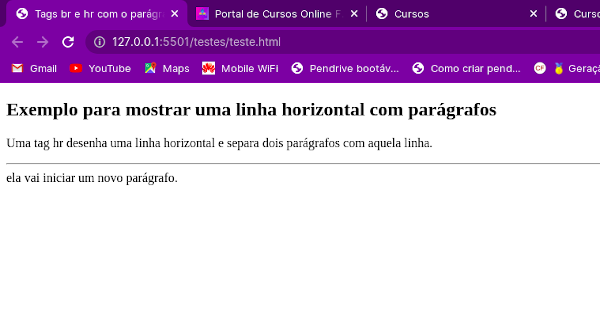 Tags br e hr com o parágr
Portal de Cursos Online F
Cursos
Curso
127.0.0.1:5501/testes/teste.html
Gmail
YouTube
Maps
Mobile WiFi
Pendrive bootáv...
Como criar pend...
CF
Geraçã
Exemplo para mostrar uma linha horizontal com parágrafos
Uma tag hr desenha uma linha horizontal e separa dois parágrafos com aquela linha.
ela vai iniciar um novo parágrafo.